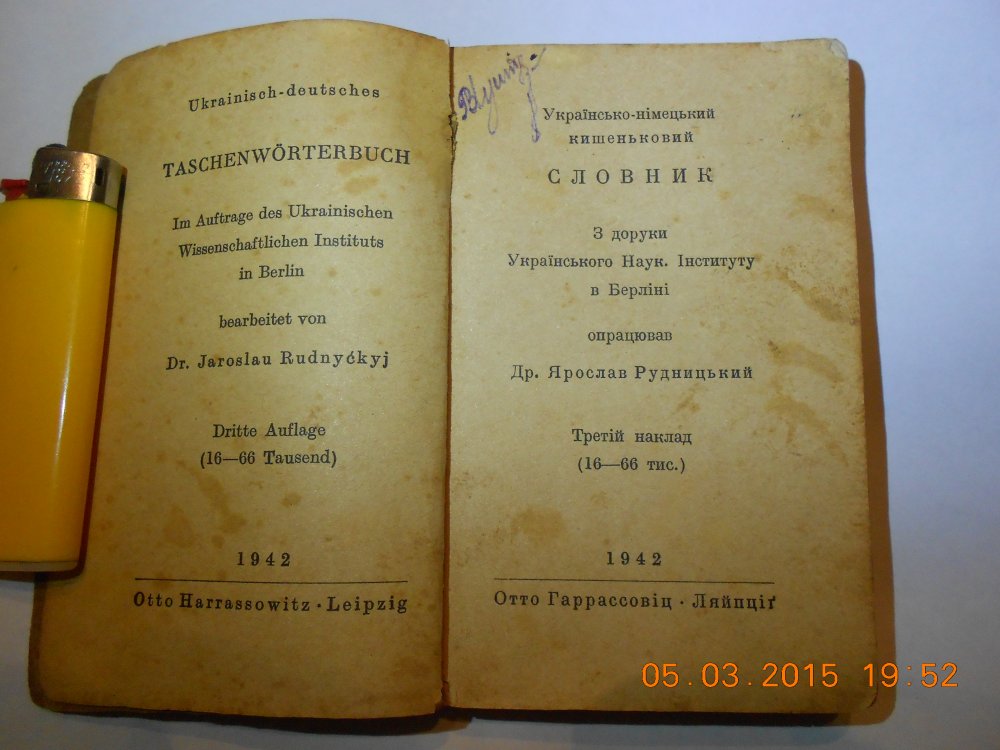 Ukrainisch-deutsches
TASCHENWÖRTERBUCH
Im Auftrage des Ukrainischen
Wissenschaftlichen Instituts
in Berlin
bearbeitet von
Dr. Jaroslau Rudnyćkyj
Dritte Auflage
(16—66 Tausend)
1942
Otto Harrassowitz · Leipzig
Українсько-німецький
кишеньковий
СЛОВНИК
З доруки
Українського Наук. Інституту
в Берліні
опрацював
Др. Ярослав Рудницький
Третій наклад
(16—66 тис.)
1942
Отто Гаррассовіц · Ляйпціґ
05.03.2015 19:52